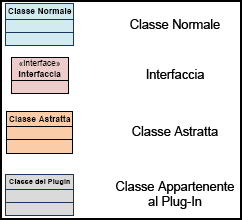 Classe Normale
Classe Normale
«interface»
Interfaccia
Interfaccia
Classe Astratta
Classe Astratta
Classe del Plugin
Classe Appartenente
al Plug-In